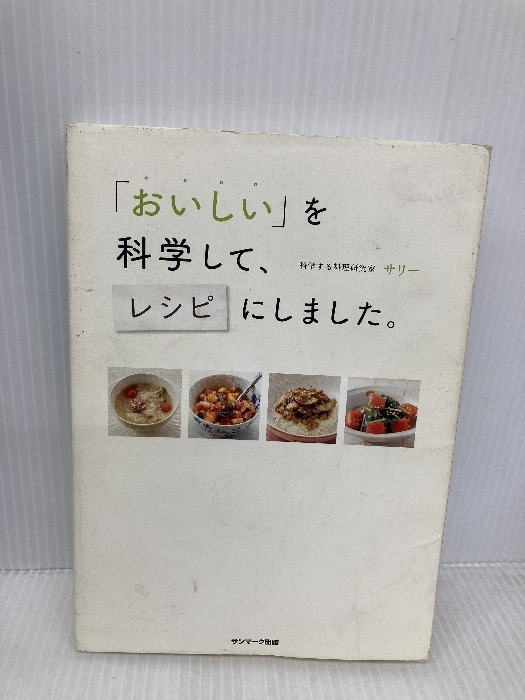 「おいしい」を
科学して、
科学する料理研究家 サリー
レシピにしました。
サンマーク出版